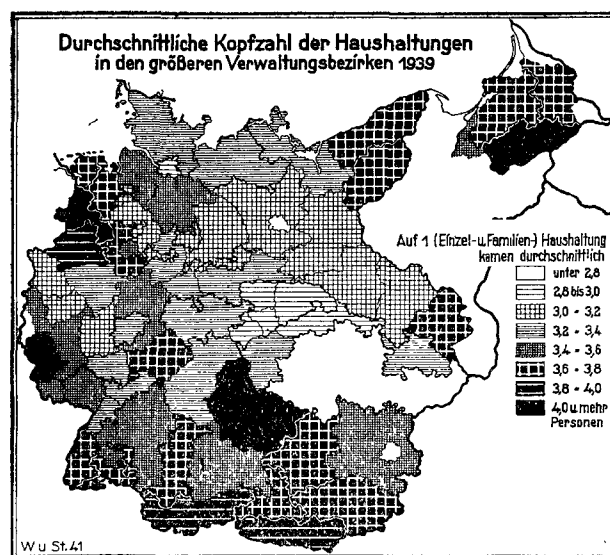 Durchschnittliche Kopfzahl der Haushaltungen
in den größeren Verwaltungsbezirken 1939
Auf 1 (Einzel-u.Familien-) Haushaltung
kamen durchschnittlich
unter 2,8
2,8 bis 3,0
3,0 - 3,2
3,2 - 3,4
3,4 - 3,6
3,6 - 3,8
3,8 - 4,0
4,0 u. mehr
Personen
W u St.41